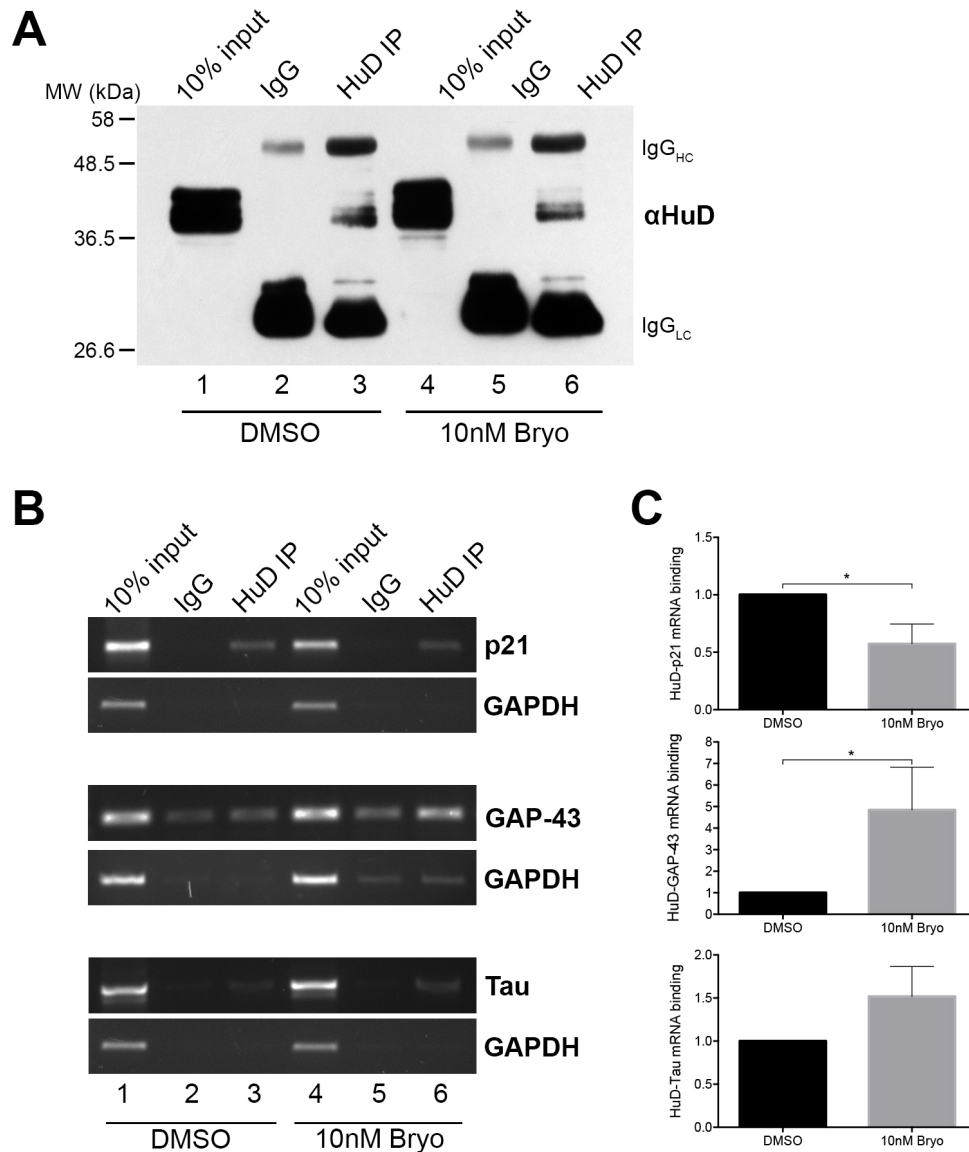 A
10% input IgG HuD IP 10% input IgG HuD IP
MW (kDa)
58
48.5
36.5
26.6
IgG HC
αHuD
IgG LC
1 2 3 4 5 6
DMSO 10nM Bryo
B
10% input IgG HuD IP 10% input IgG HuD IP
p21
GAPDH
GAP-43
GAPDH
Tau
GAPDH
1 2 3 4 5 6
DMSO 10nM Bryo
C
HuD-p21 mRNA binding
1.5
1.0
0.5
0.0
*
DMSO 10nM Bryo
HuD-GAP-43 mRNA binding
8
7
6
5
4
3
2
1
0
*
DMSO 10nM Bryo
HuD-Tau mRNA binding
2.0
1.5
1.0
0.5
0.0
DMSO 10nM Bryo